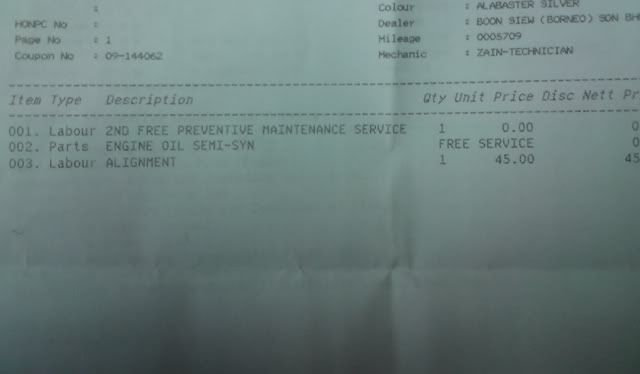 :
Colour : ALABASTER SILVER
HONPC No : Dealer : BOON SIEW (BORNEO) SDN BH
Page No : 1 Mileage : 0005709
Coupon No : 09-144062 Mechanic : ZAIN-TECHNICIAN
Item Type Description Qty Unit Price Disc Nett Pr
001. Labour 2ND FREE PREVENTIVE MAINTENANCE SERVICE 1 0.00 0
002. Parts ENGINE OIL SEMI-SYN FREE SERVICE 0
003. Labour ALIGNMENT 1 45.00 45